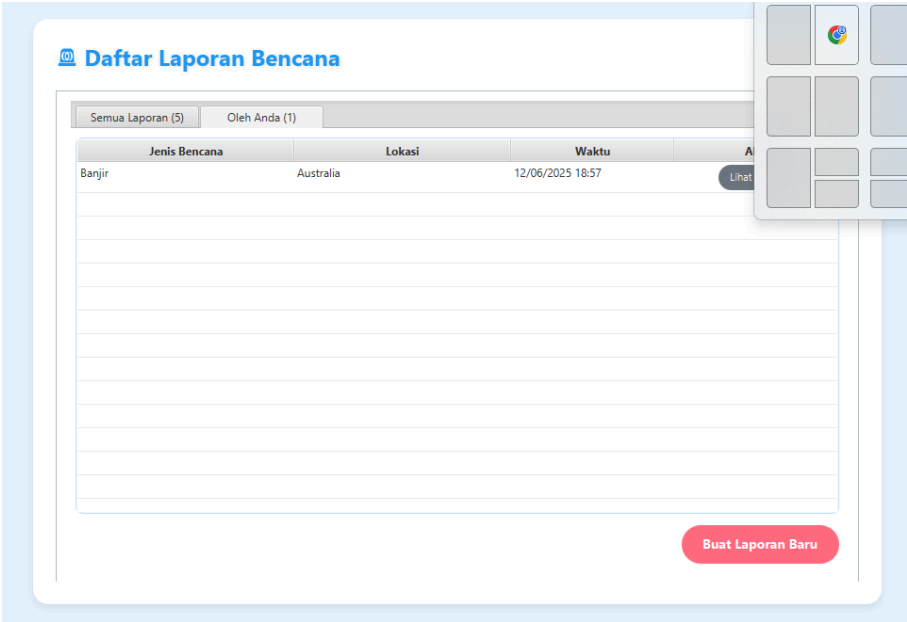 Daftar Laporan Bencana
Semua Laporan (5) Oleh Anda (1)
Jenis Bencana Lokasi Waktu
Banjir Australia 12/06/2025 18:57 Lihat
Buat Laporan Baru